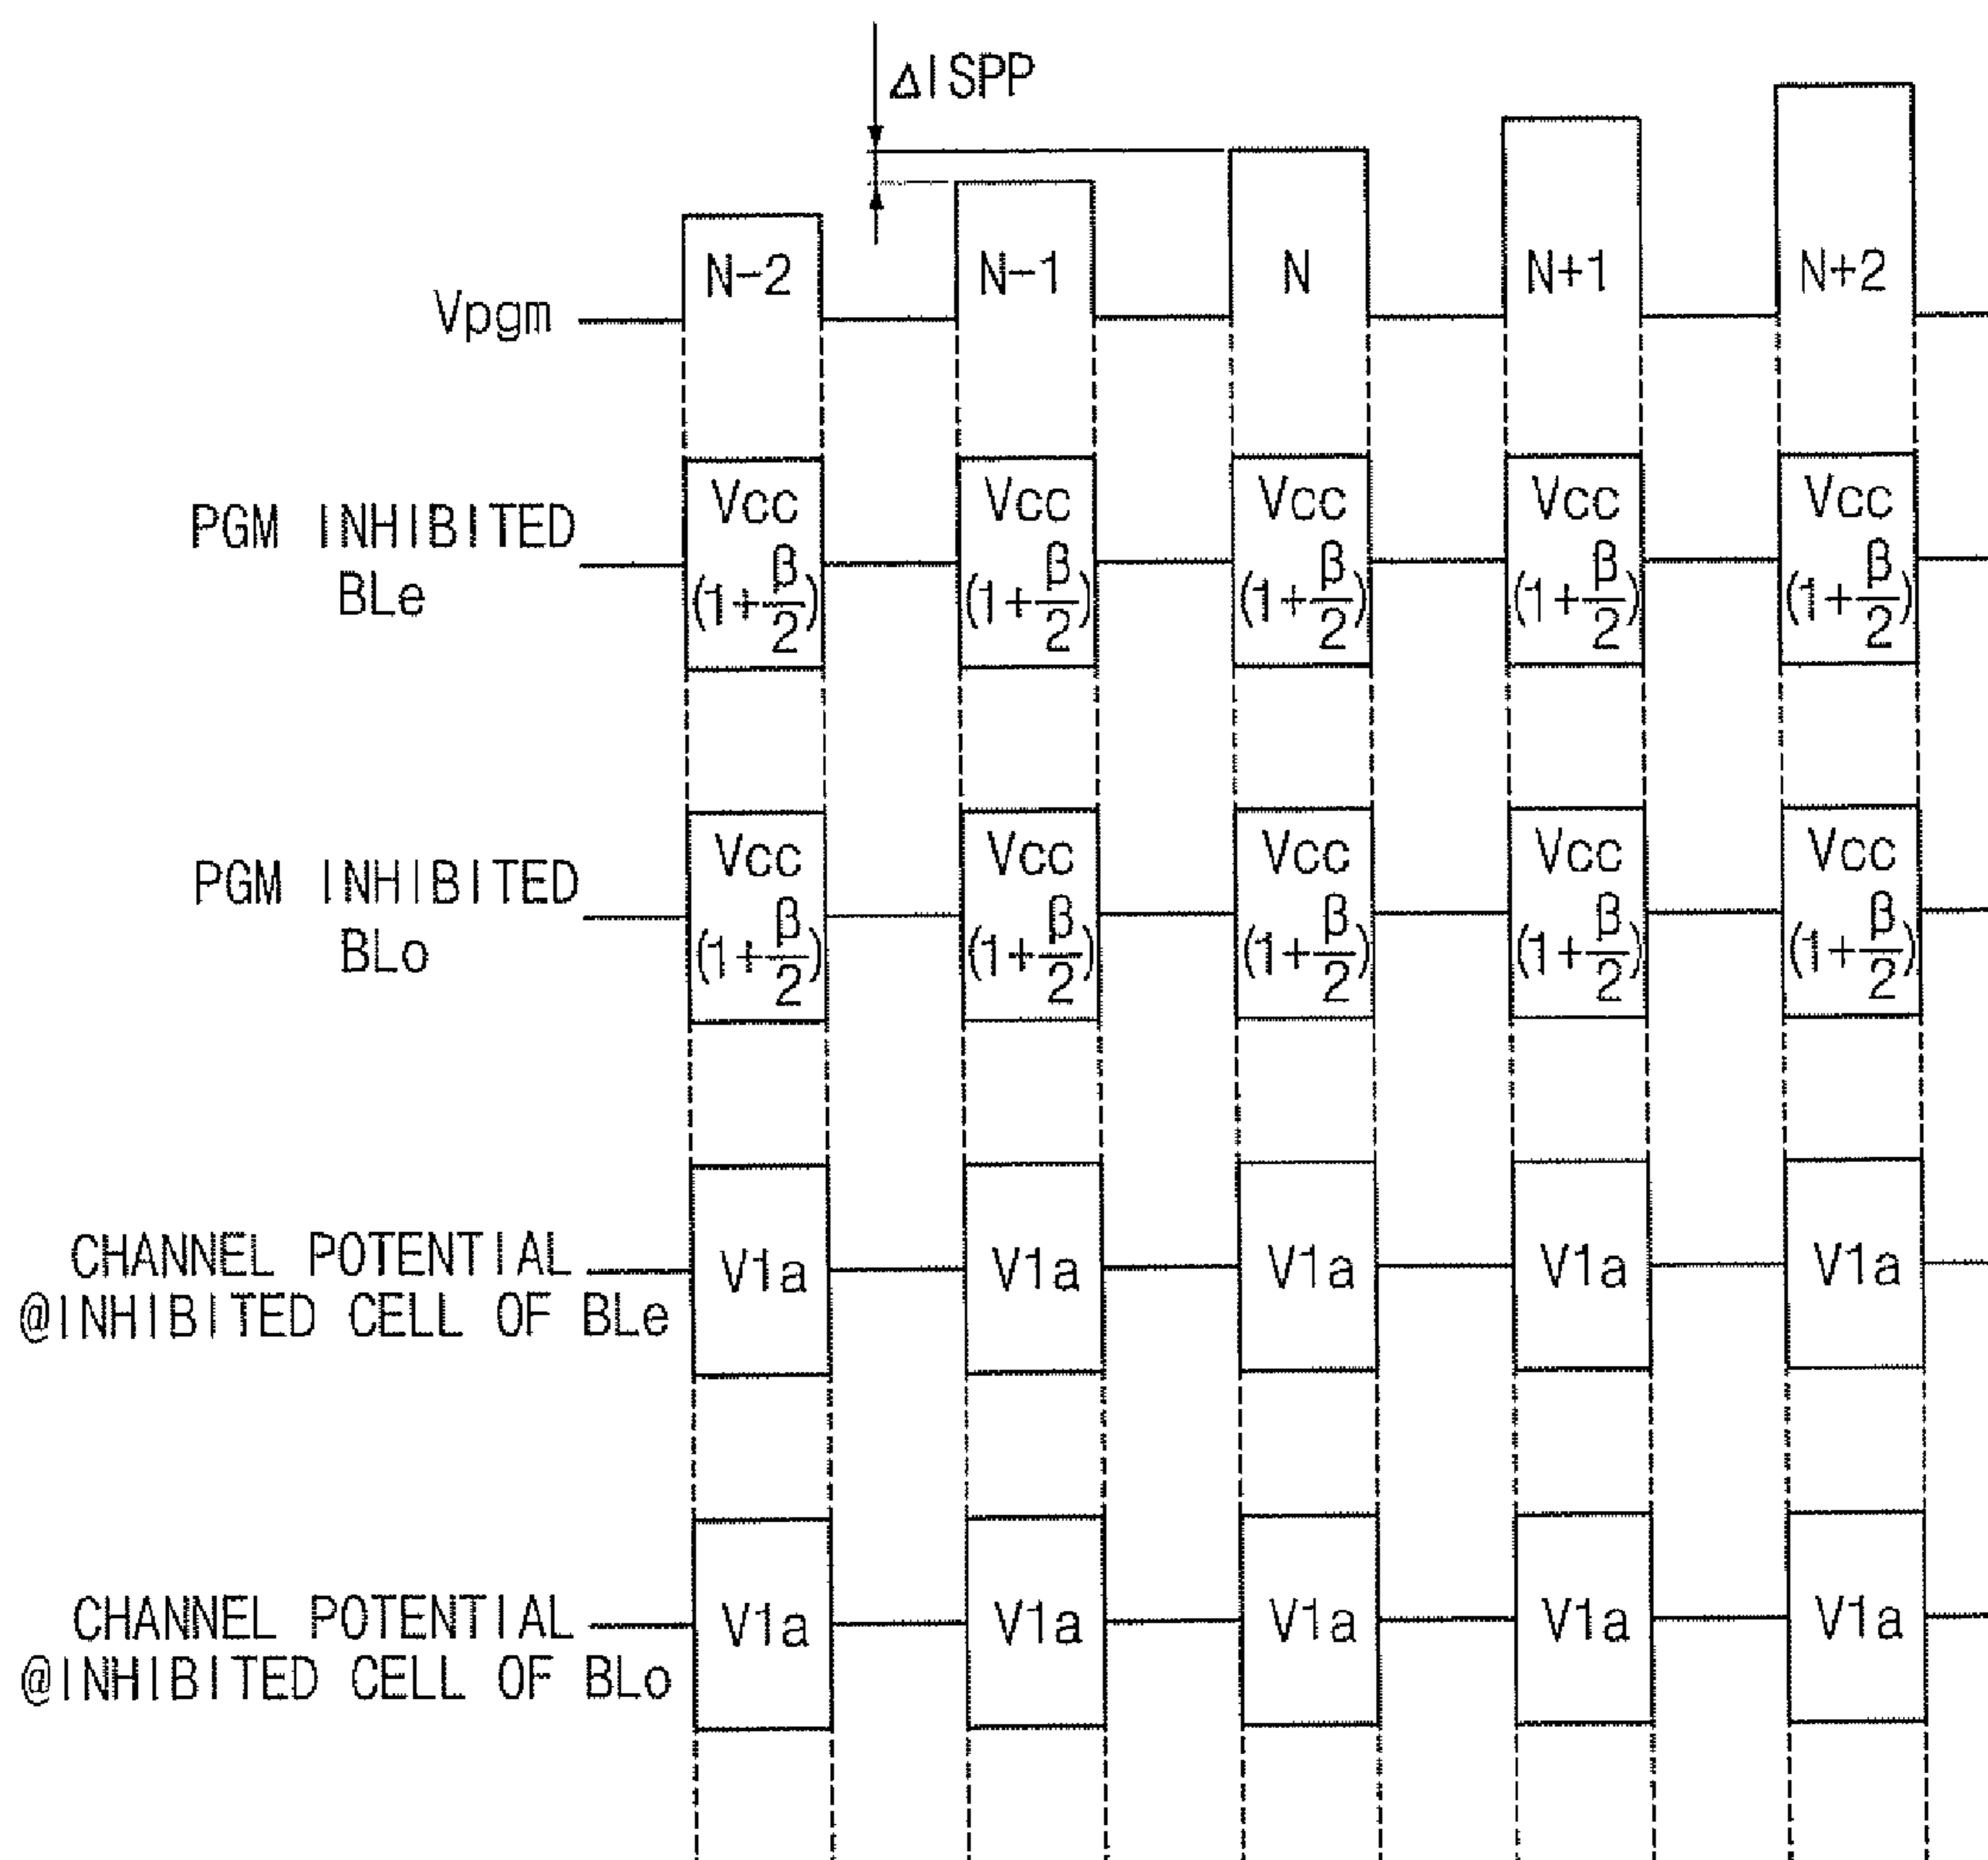 ΔISPP
Vpgm N-2 N-1 N N+1 N+2
PGM INHIBITED
BLe
Vcc Vcc Vcc Vcc Vcc
(1+β/2) (1+β/2) (1+β/2) (1+β/2) (1+β/2)
PGM INHIBITED
BLo
Vcc Vcc Vcc Vcc Vcc
(1+β/2) (1+β/2) (1+β/2) (1+β/2) (1+β/2)
CHANNEL POTENTIAL
@INHIBITED CELL OF BLe
V1a V1a V1a V1a V1a
CHANNEL POTENTIAL
@INHIBITED CELL OF BLo
V1a V1a V1a V1a V1a